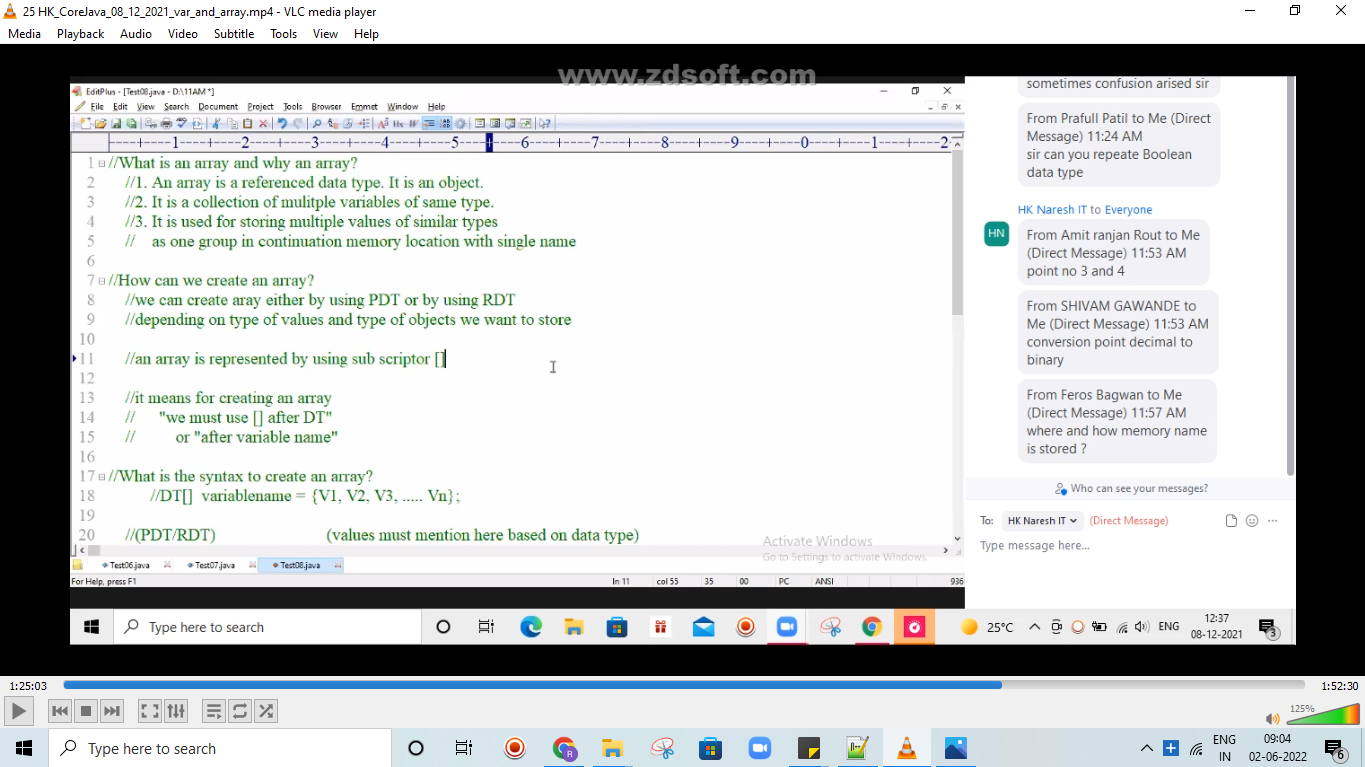 25 HK_CoreJava_08_12_2021_var_and_array.mp4 - VLC media player
Media Playback Audio Video Subtitle Tools View Help
www.zdsoft.com
EditPlus - [Test08.java - D:\11AM *]
File Edit View Search Document Project Tools Browser Emmet Window Help
----+----1----+----2----+----3----+----4----+----5----+----6----+----7----+----8----+----9----+----0----+----1----+----2
1 //What is an array and why an array?
2 //1. An array is a referenced data type. It is an object.
3 //2. It is a collection of mulitple variables of same type.
4 //3. It is used for storing multiple values of similar types
5 // as one group in continuation memory location with single name
6
7 //How can we create an array?
8 //we can create aray either by using PDT or by using RDT
9 //depending on type of values and type of objects we want to store
10
11 //an array is represented by using sub scriptor []
12
13 //it means for creating an array
14 // "we must use [] after DT"
15 // or "after variable name"
16
17 //What is the syntax to create an array?
18 //DT[] variablename = {V1, V2, V3, ..... Vn};
19
20 //(PDT/RDT) (values must mention here based on data type)
Activate Windows
Go to Settings to activate Windows.
Test06.java Test07.java Test08.java
For Help, press F1 ln 11 col 55 35 00 PC ANSI 936
sometimes confusion arised sir
From Prafull Patil to Me (Direct
Message) 11:24 AM
sir can you repeate Boolean
data type
HK Naresh IT to Everyone
HN
From Amit ranjan Rout to Me
(Direct Message) 11:53 AM
point no 3 and 4
From SHIVAM GAWANDE to
Me (Direct Message) 11:53 AM
conversion point decimal to
binary
From Feros Bagwan to Me
(Direct Message) 11:57 AM
where and how memory name
is stored ?
Who can see your messages?
To: HK Naresh IT (Direct Message)
Type message here...
Type here to search
25°C ENG
12:37
08-12-2021
3
1:25:03 1:52:30
125%
Type here to search
ENG
IN
09:04
02-06-2022
6